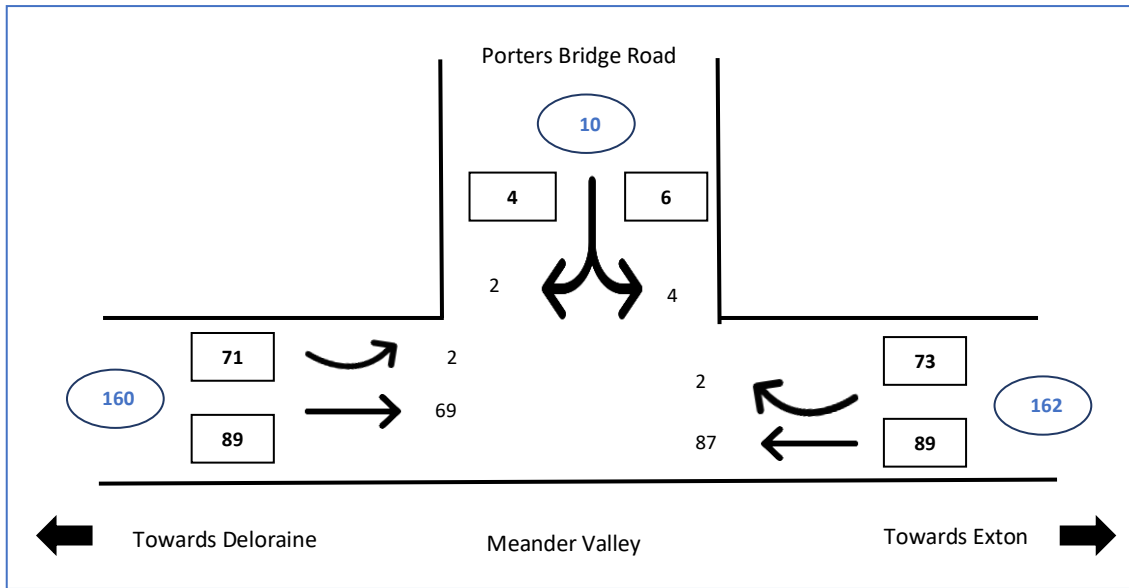 Porters Bridge Road
10
4 6
2 4
71 2 73
2
160 69 162
89 87 89
Towards Deloraine Meander Valley Towards Exton